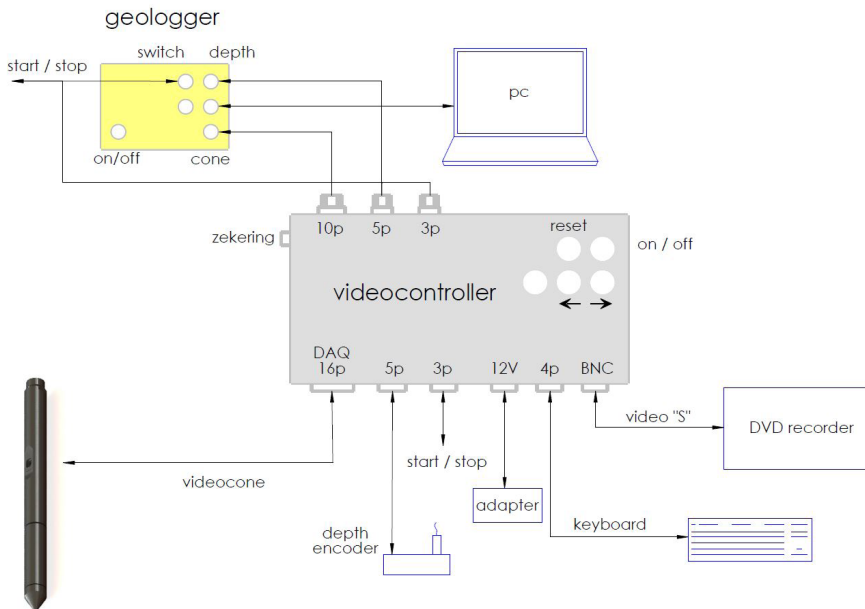 geologger
switch depth
start / stop
on/off cone
pc
zekering
10p 5p 3p
reset
on / off
videocontroller
DAQ
16p 5p 3p 12V 4p BNC
video "S"
DVD recorder
start / stop
videocone
adapter
keyboard
depth
encoder